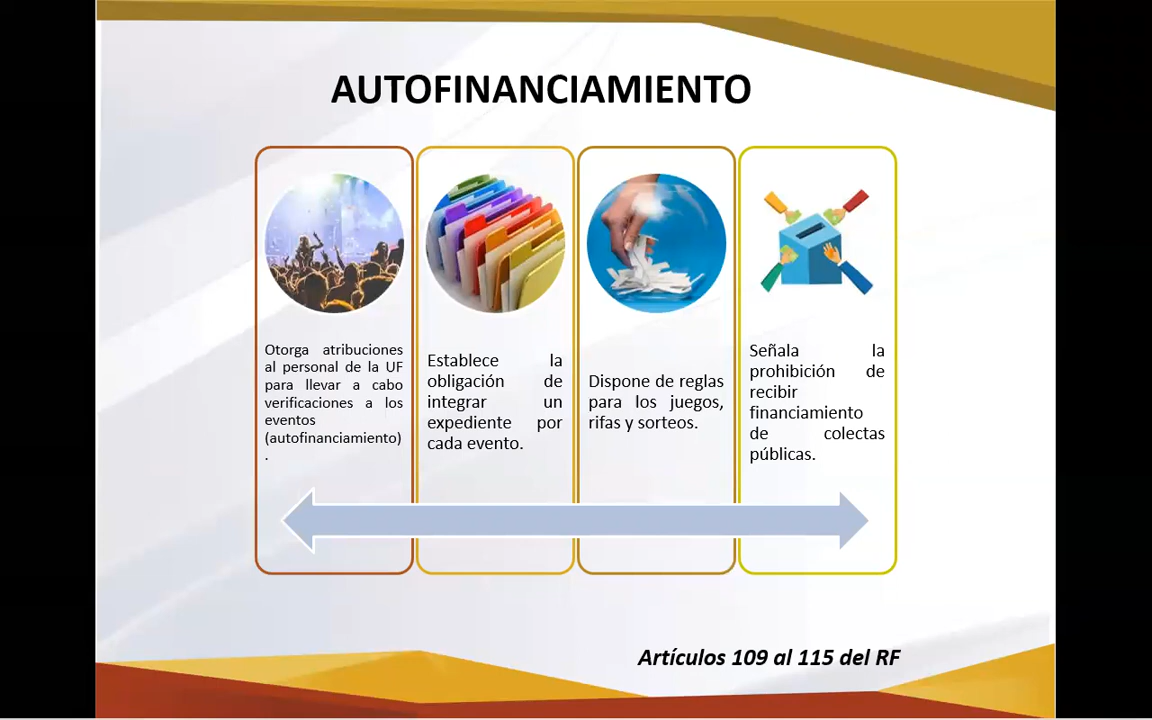 AUTOFINANCIAMIENTO
Otorga atribuciones
al personal de la UF
para llevar a cabo
verificaciones a los
eventos
(autofinanciamiento)
.
Establece la
obligación de
integrar un
expediente por
cada evento.
Dispone de reglas
para los juegos,
rifas y sorteos.
Señala la
prohibición de
recibir
financiamiento
de colectas
públicas.
Artículos 109 al 115 del RF